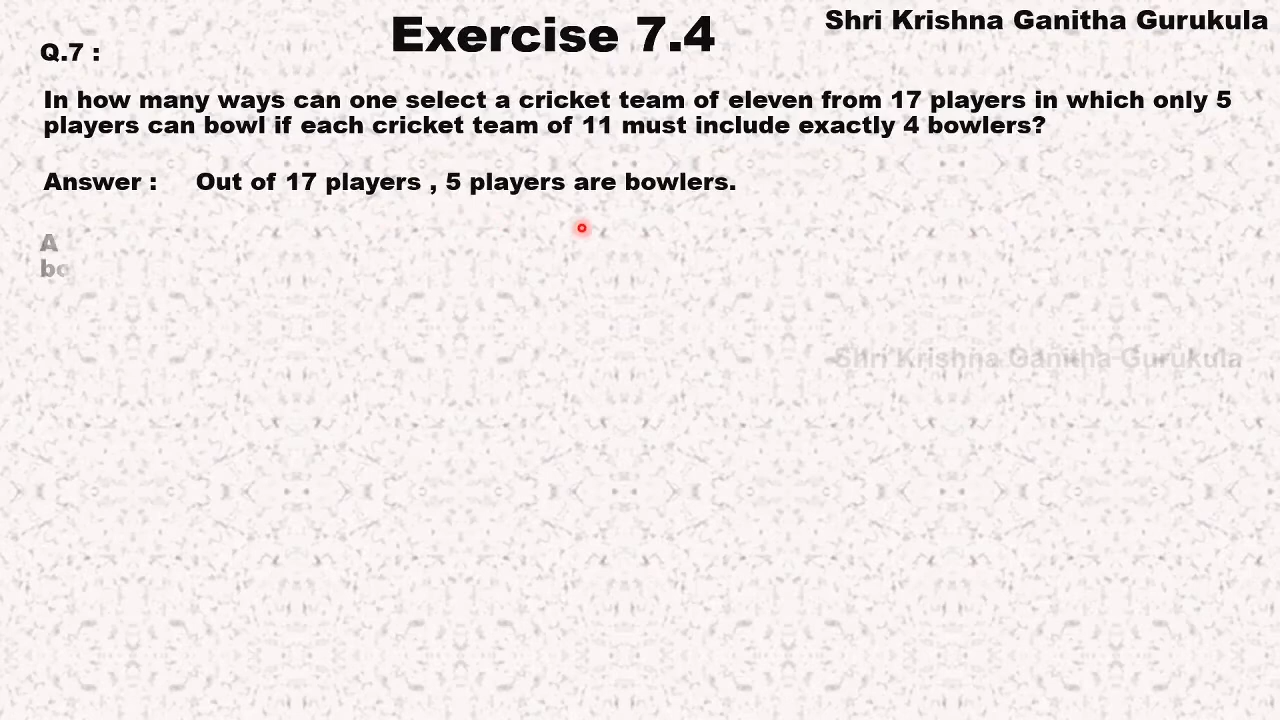 Shri Krishna Ganitha Gurukula
Exercise 7.4
Q.7 :
In how many ways can one select a cricket team of eleven from 17 players in which only 5
players can bowl if each cricket team of 11 must include exactly 4 bowlers?
Answer : Out of 17 players , 5 players are bowlers.
A
Shri Krishna Ganitha Gurukula